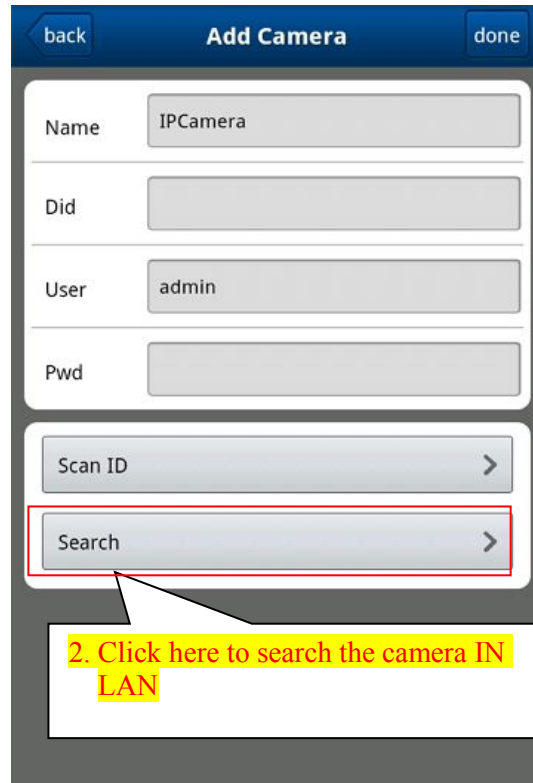 back Add Camera done
Name IPCamera
Did
User admin
Pwd
Scan ID
Search
2. Click here to search the camera IN
LAN